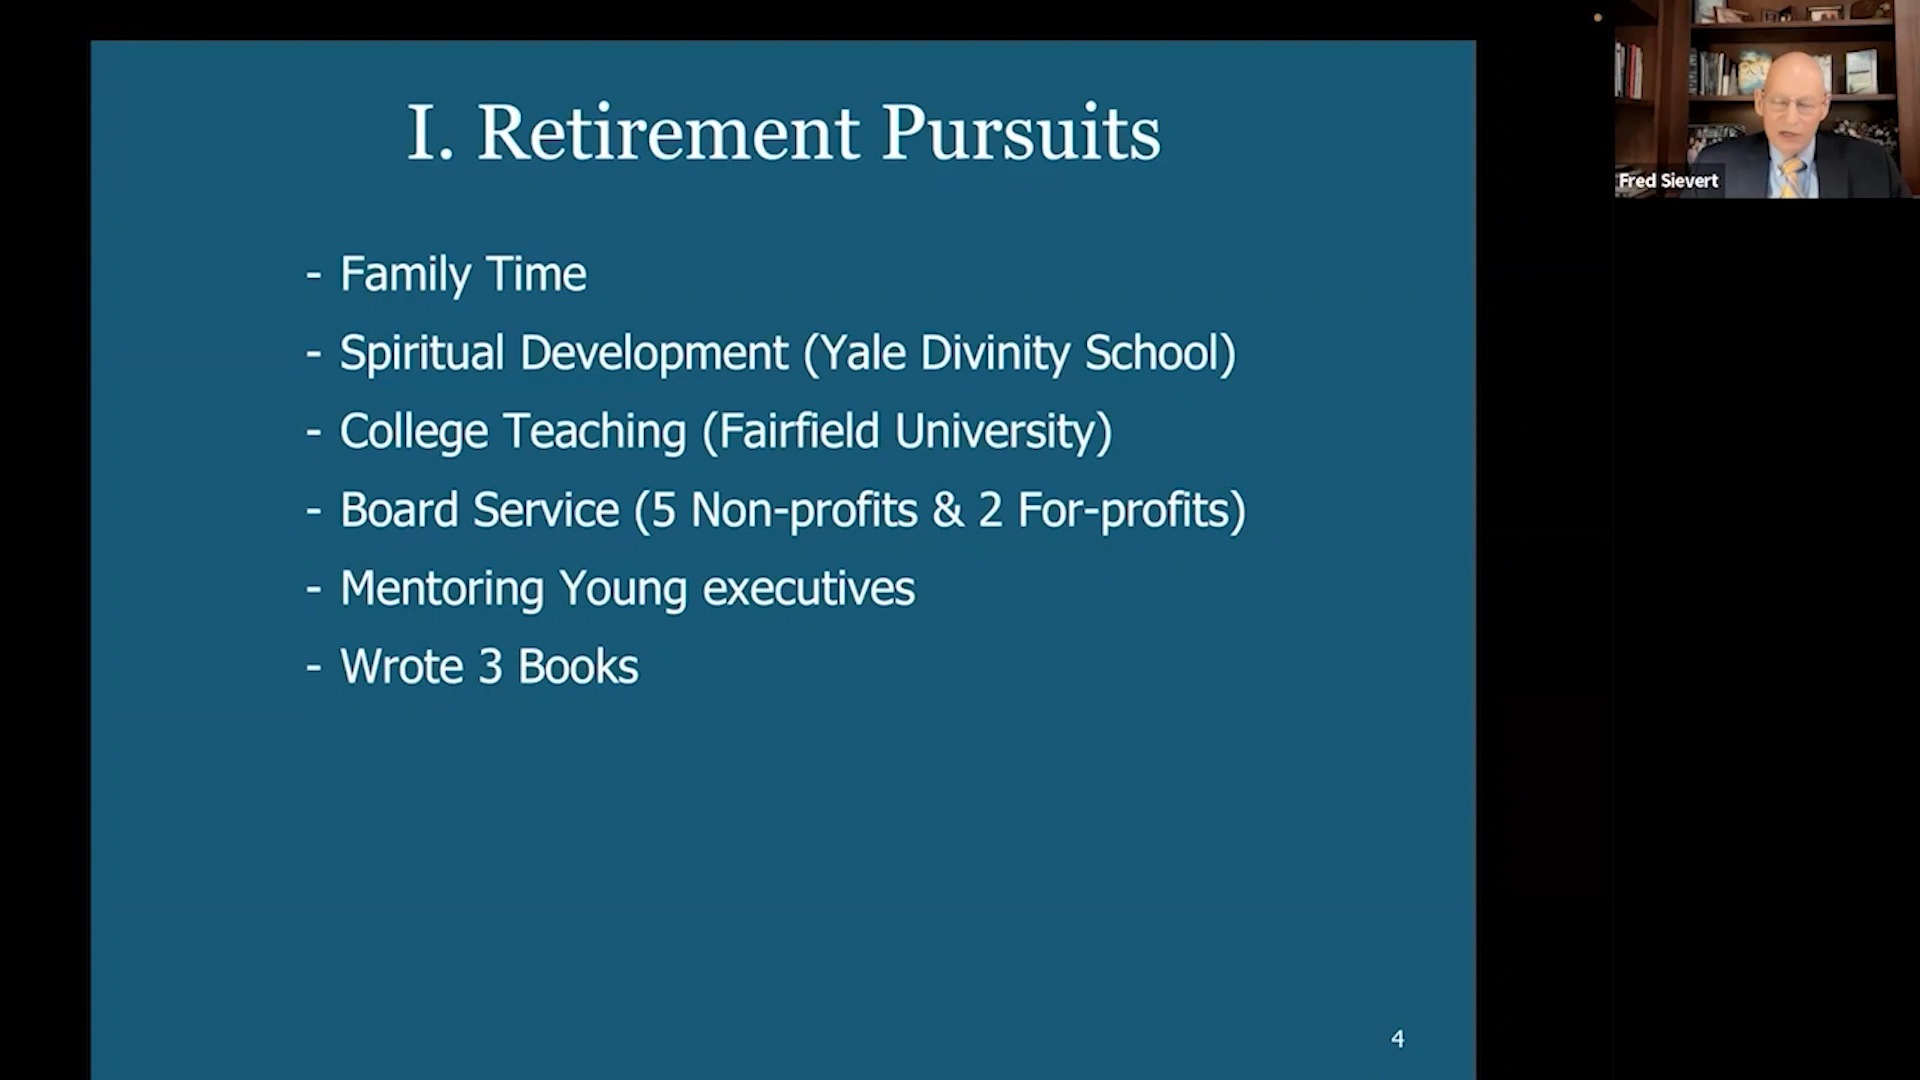 I. Retirement Pursuits
- Family Time
- Spiritual Development (Yale Divinity School)
- College Teaching (Fairfield University)
- Board Service (5 Non-profits & 2 For-profits)
- Mentoring Young executives
- Wrote 3 Books
4
Fred Sievert